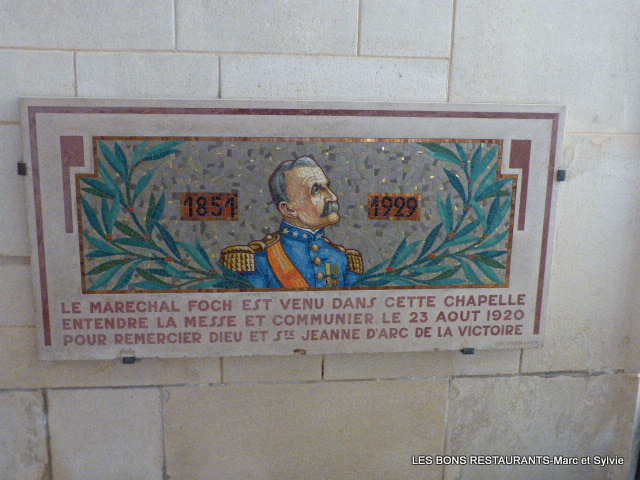 1851 1929
LE MARECHAL FOCH EST VENU DANS CETTE CHAPELLE
ENTENDRE LA MESSE ET COMMUNIER LE 23 AOUT 1920
POUR REMERCIER DIEU ET STE JEANNE D'ARC DE LA VICTOIRE
LES BONS RESTAURANTS-Marc et Sylvie